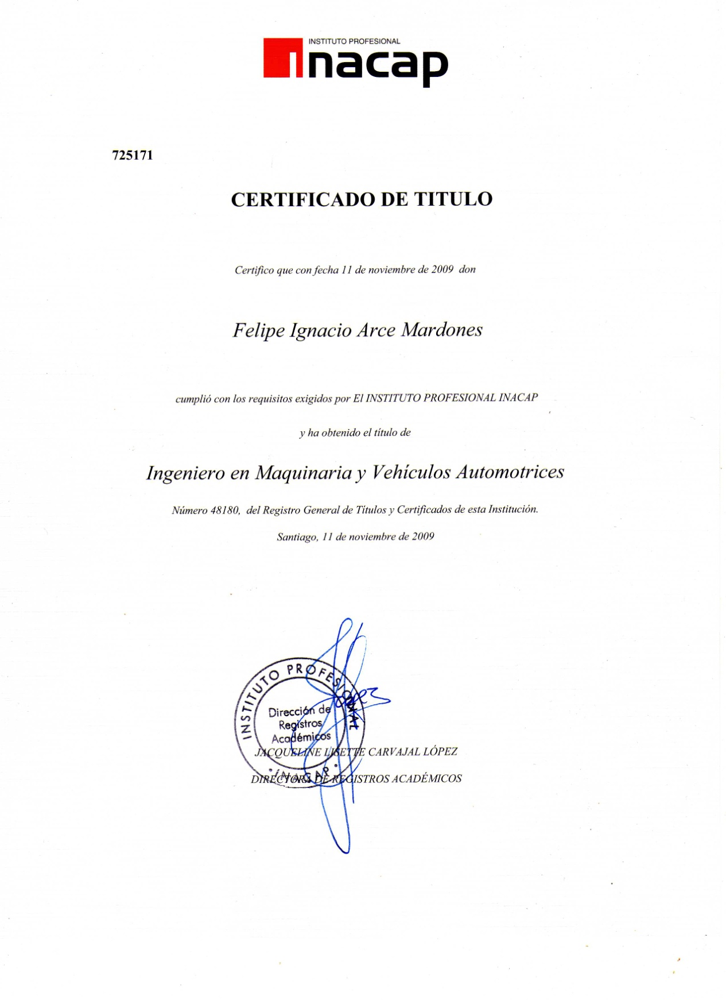 INSTITUTO PROFESIONAL
inacap
725171
CERTIFICADO DE TITULO
Certifico que con fecha 11 de noviembre de 2009 don
Felipe Ignacio Arce Mardones
cumplió con los requisitos exigidos por El INSTITUTO PROFESIONAL INACAP
y ha obtenido el título de
Ingeniero en Maquinaria y Vehículos Automotrices
Número 48180, del Registro General de Títulos y Certificados de esta Institución.
Santiago, 11 de noviembre de 2009
INSTITUTO PROFESIONAL
Dirección de
Registros
Académicos
• INACAP •
JACQUELINE LISETTE CARVAJAL LÓPEZ
DIRECTORA DE REGISTROS ACADÉMICOS